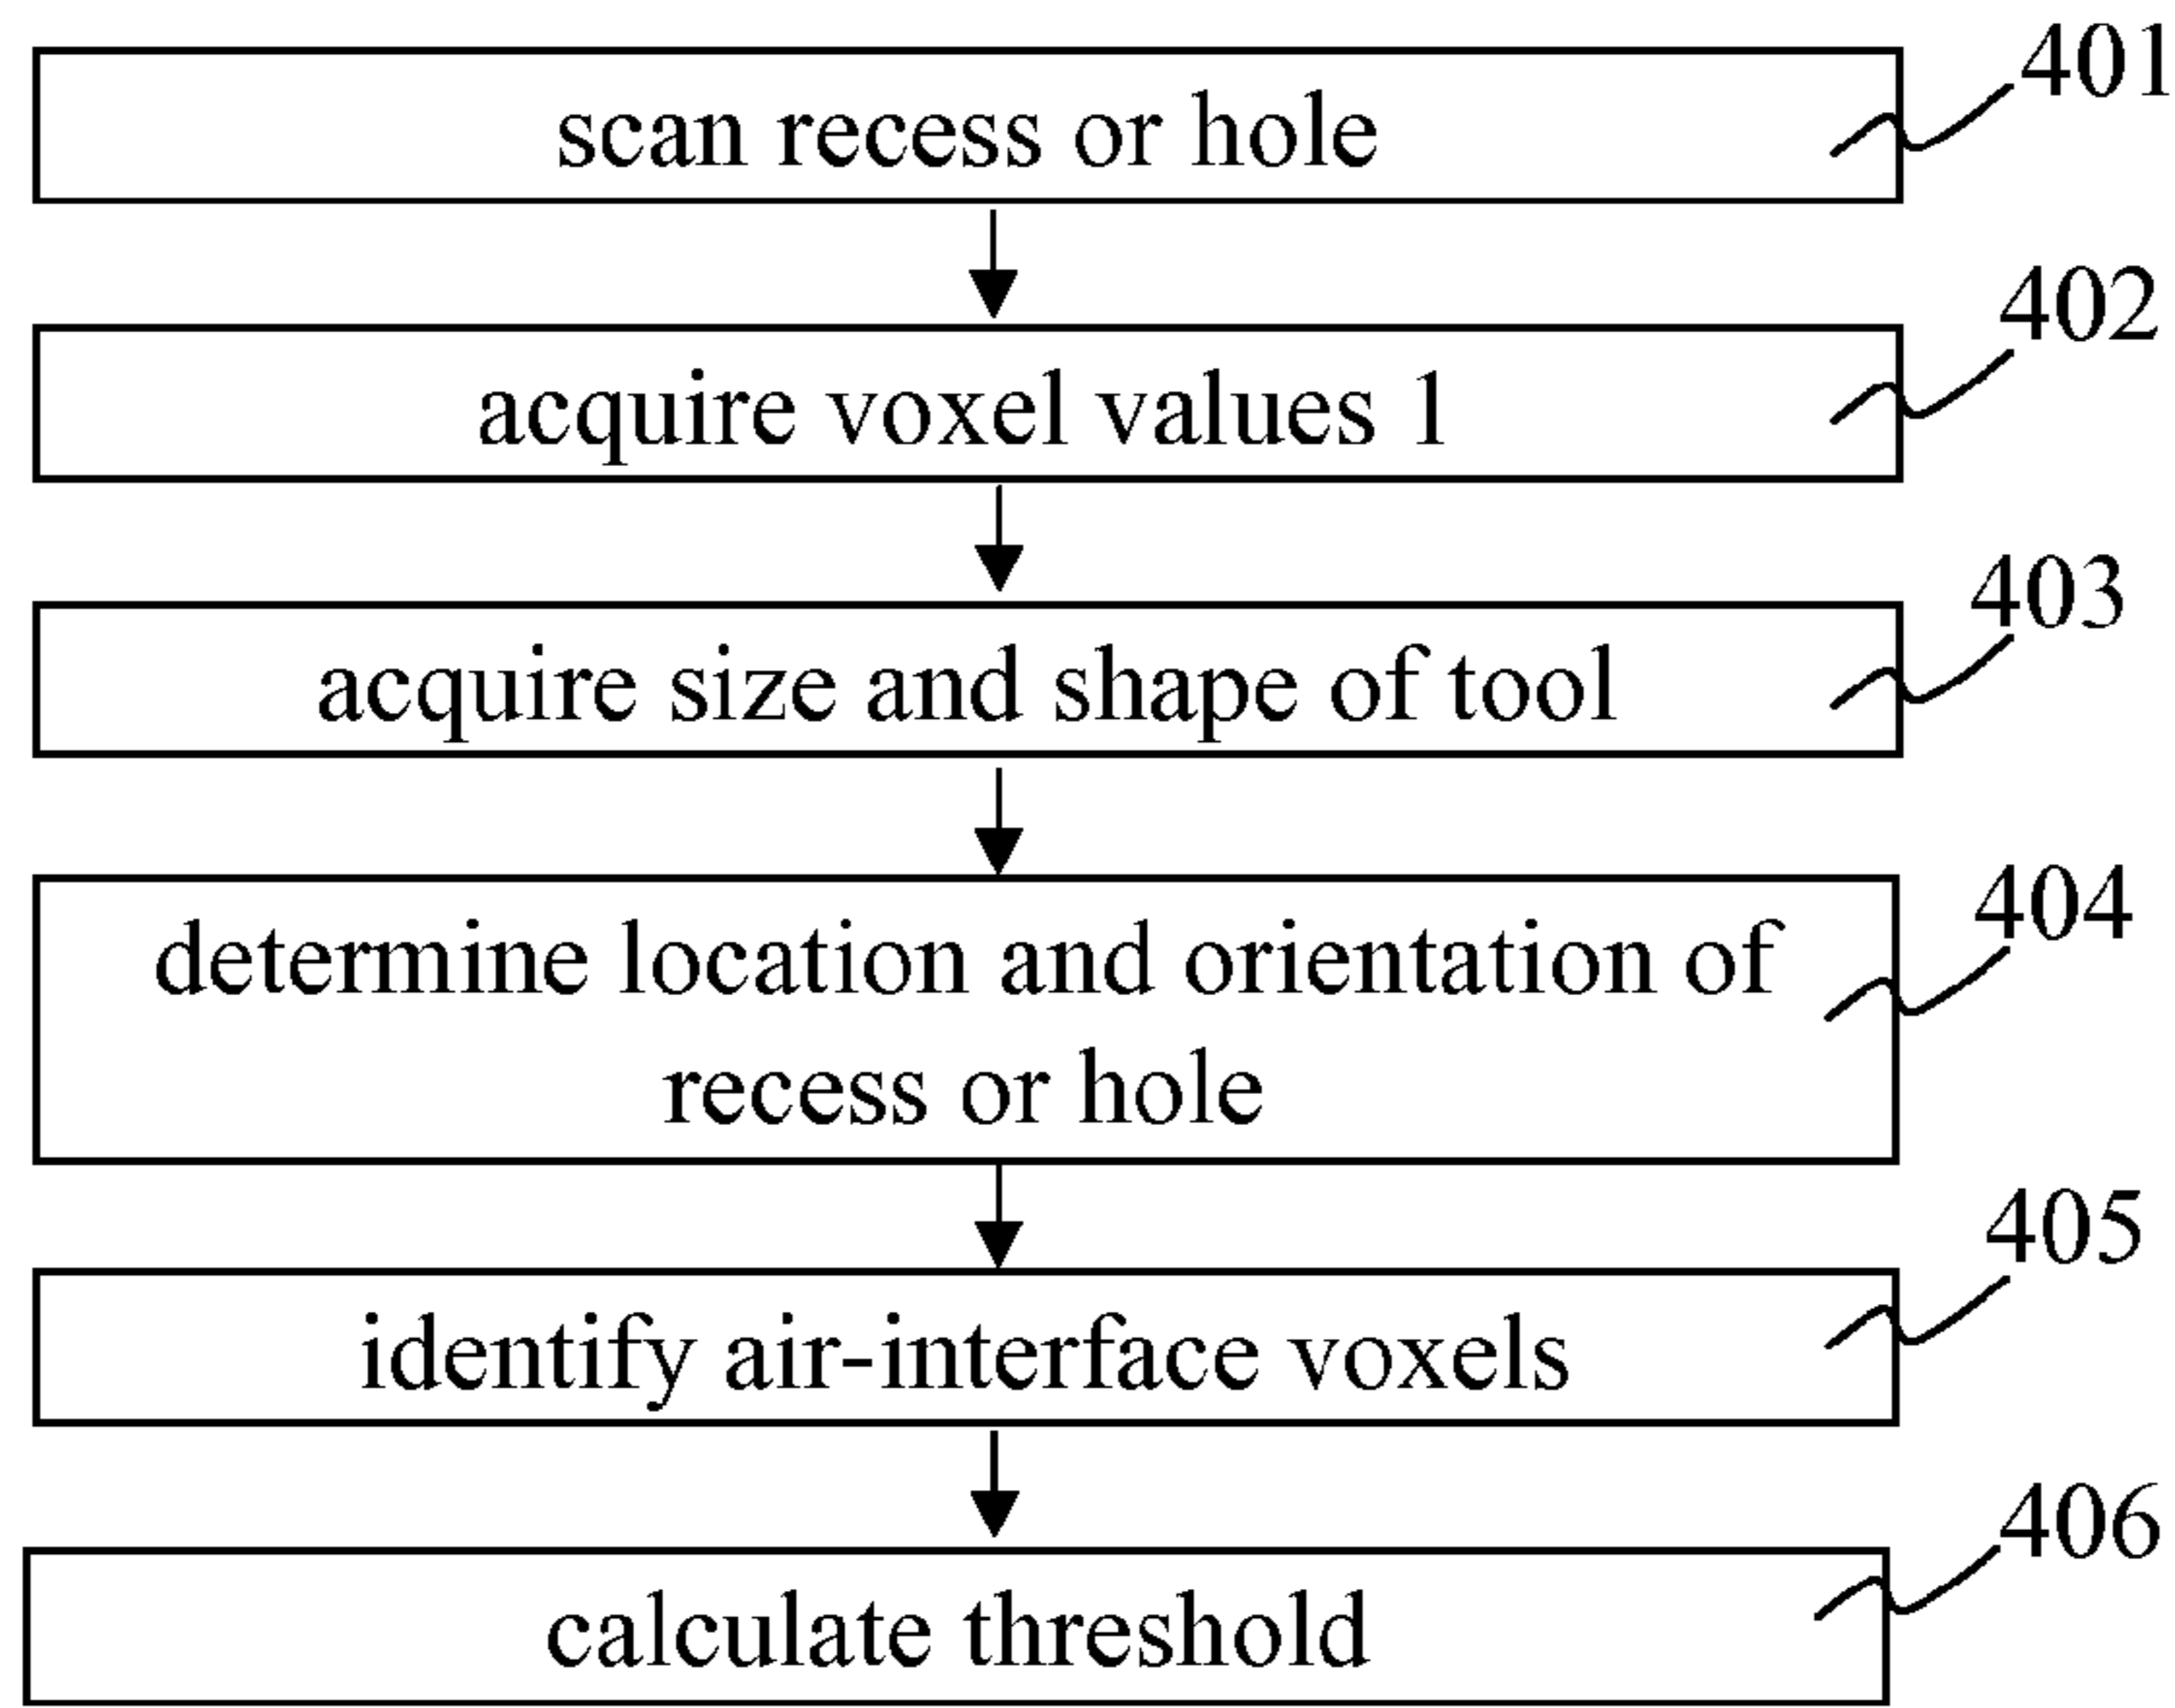 401
scan recess or hole
402
acquire voxel values 1
403
acquire size and shape of tool
404
determine location and orientation of
recess or hole
405
identify air-interface voxels
406
calculate threshold